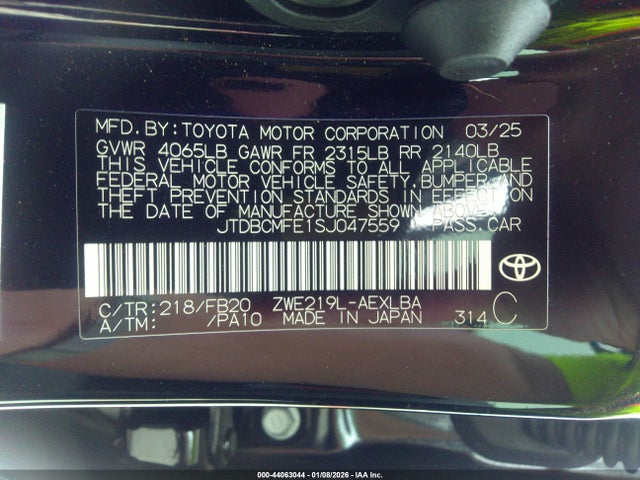 MFD. BY: TOYOTA MOTOR CORPORATION 03/25
GVWR 4065LB GAWR FR 2315LB RR 2140LB
THIS VEHICLE CONFORMS TO ALL APPLICABLE
FEDERAL MOTOR VEHICLE SAFETY, BUMPER, AND
THEFT PREVENTION STANDARDS IN EFFECT ON
THE DATE OF MANUFACTURE SHOWN ABOVE.
JTDBCMFE1SJ047559 PASS. CAR
C/TR: 218/FB20 ZWE219L-AEXLBA
A/TM: /PA10 MADE IN JAPAN 314 C
000-44063044 - 01/08/2026 - IAA Inc.